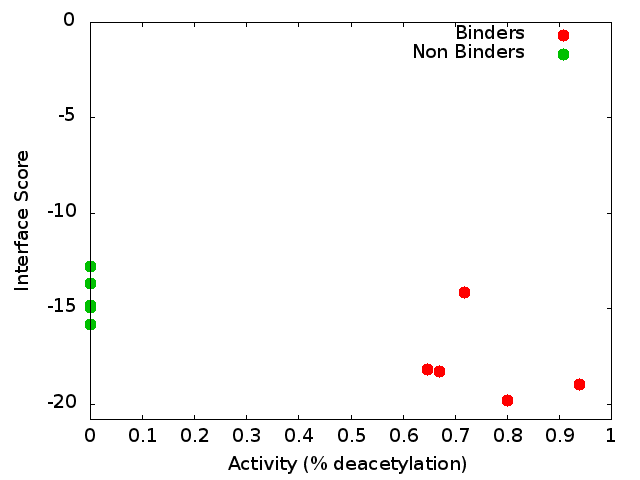 0
Binders
Non Binders
-5
-10
-15
-20
Interface Score
0 0.1 0.2 0.3 0.4 0.5 0.6 0.7 0.8 0.9 1
Activity (% deacetylation)